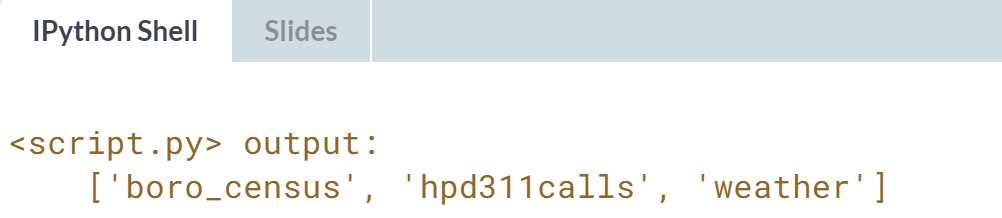 IPython Shell Slides
<script.py> output:
['boro_census', 'hpd311calls', 'weather']